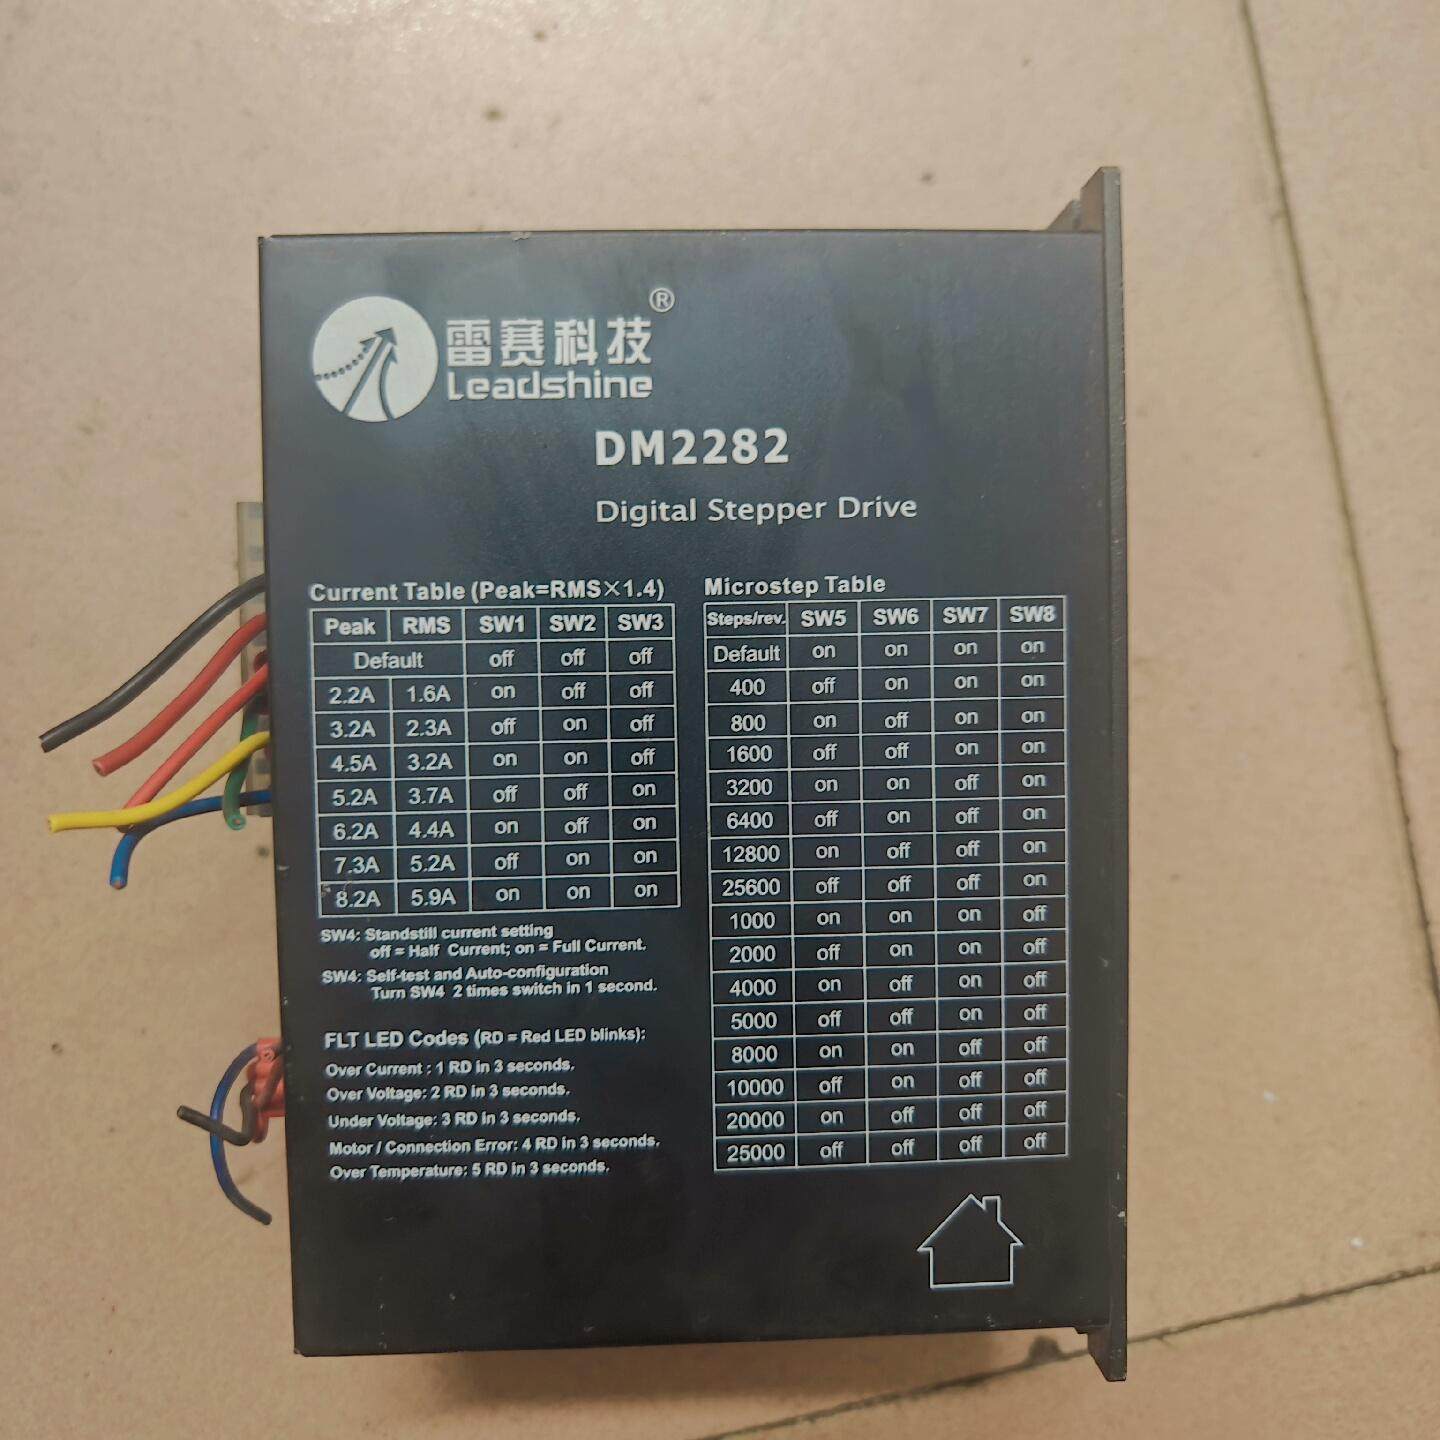 雷赛科技®
Leadshine
DM2282
Digital Stepper Drive
Current Table (Peak=RMS×1.4)
Peak RMS SW1 SW2 SW3
Default off off off
2.2A 1.6A on off off
3.2A 2.3A off on off
4.5A 3.2A on on off
5.2A 3.7A off off on
6.2A 4.4A on off on
7.3A 5.2A off on on
8.2A 5.9A on on on
SW4: Standstill current setting
off = Half Current; on = Full Current.
SW4: Self-test and Auto-configuration
Turn SW4 2 times switch in 1 second.
FLT LED Codes (RD = Red LED blinks):
Over Current : 1 RD in 3 seconds.
Over Voltage: 2 RD in 3 seconds.
Under Voltage: 3 RD in 3 seconds.
Motor / Connection Error: 4 RD in 3 seconds.
Over Temperature: 5 RD in 3 seconds.
Microstep Table
Steps/rev. SW5 SW6 SW7 SW8
Default on on on on
400 off on on on
800 on off on on
1600 off off on on
3200 on on off on
6400 off on off on
12800 on off off on
25600 off off off on
1000 on on on off
2000 off on on off
4000 on off on off
5000 off off on off
8000 on on off off
10000 off on off off
20000 on off off off
25000 off off off off